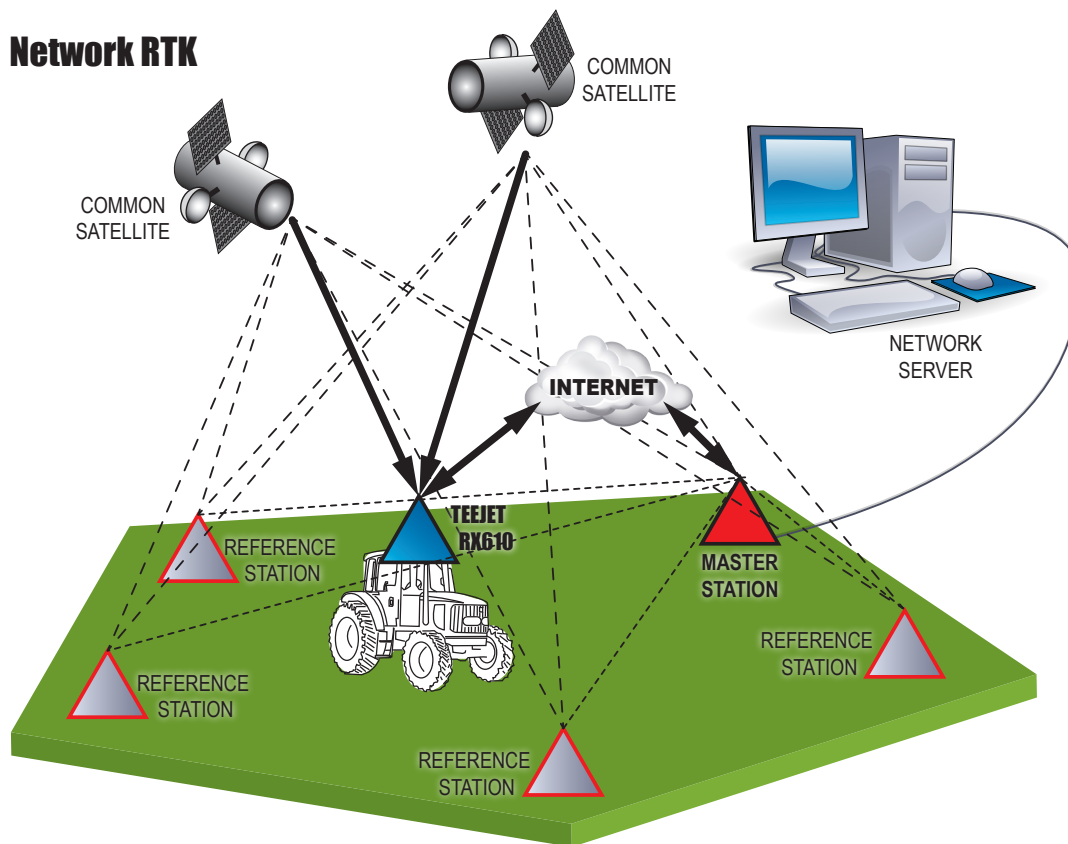 Network RTK
COMMON
SATELLITE
COMMON
SATELLITE
NETWORK
SERVER
INTERNET
TEEJET
RX610
MASTER
STATION
REFERENCE
STATION
REFERENCE
STATION
REFERENCE
STATION
REFERENCE
STATION